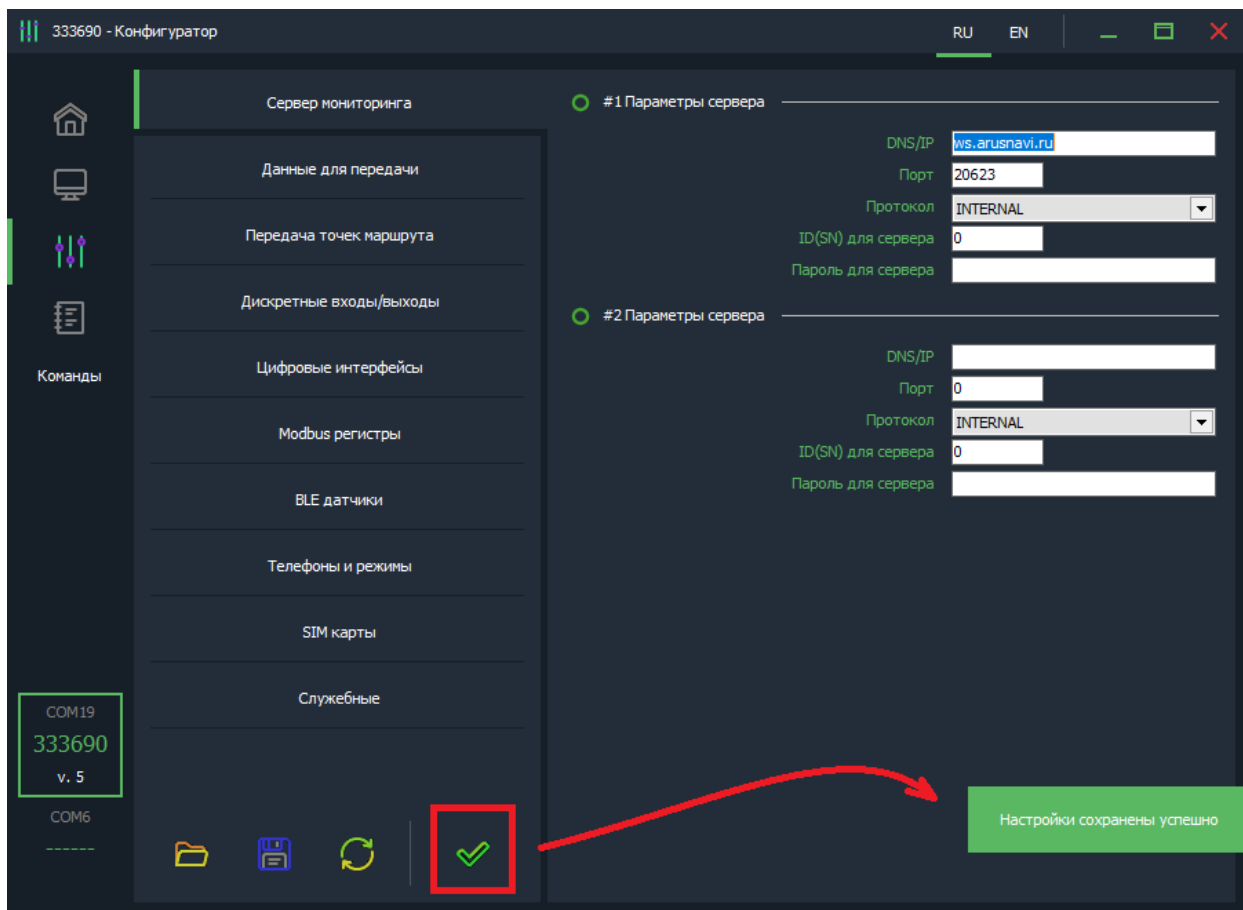 333690 - Конфигуратор
RU EN
Сервер мониторинга
Данные для передачи
Передача точек маршрута
Дискретные входы/выходы
Цифровые интерфейсы
Modbus регистры
BLE датчики
Телефоны и режимы
SIM карты
Служебные
Команды
COM19
333690
v. 5
COM6
------
#1 Параметры сервера
DNS/IP ws.arusnavi.ru
Порт 20623
Протокол INTERNAL
ID(SN) для сервера 0
Пароль для сервера
#2 Параметры сервера
DNS/IP
Порт 0
Протокол INTERNAL
ID(SN) для сервера 0
Пароль для сервера
Настройки сохранены успешно